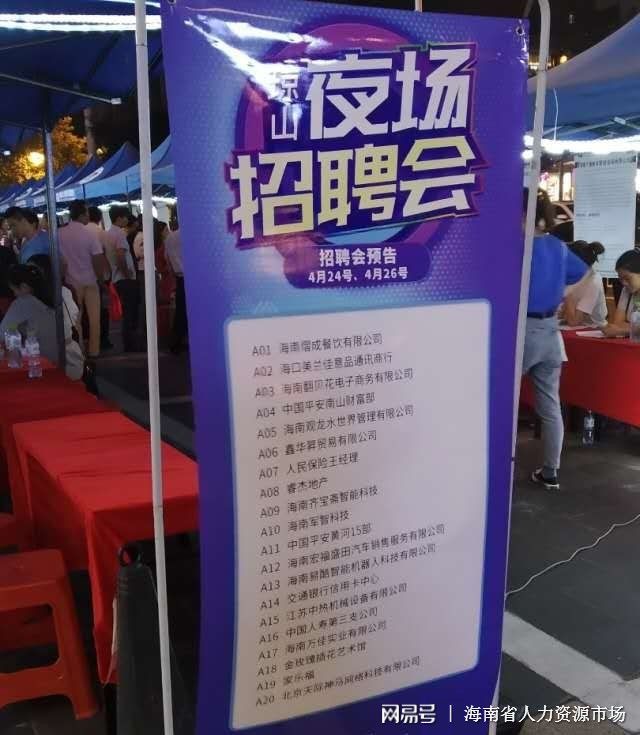 琼山 夜场
招聘会
招聘会预告
4月24号、4月26号
A01 海南熠成餐饮有限公司
A02 海口美兰佳意品通讯商行
A03 海南翻贝花电子商务有限公司
A04 中国平安南山财富部
A05 海南观龙水世界管理有限公司
A06 鑫华昇贸易有限公司
A07 人民保险王经理
A08 睿杰地产
A09 海南齐宝斋智能科技
A10 海南军智科技
A11 中国平安黄河15部
A12 海南宏福盛田汽车销售服务有限公司
A13 海南易酷智能机器人科技有限公司
A14 交通银行信用卡中心
A15 江苏中热机械设备有限公司
A16 中国人寿第三支公司
A17 海南万佳实业有限公司
A18 金玫瑰插花艺术馆
A19 家乐福
A20 北京天际神马网络科技有限公司
网易号 | 海南省人力资源市场